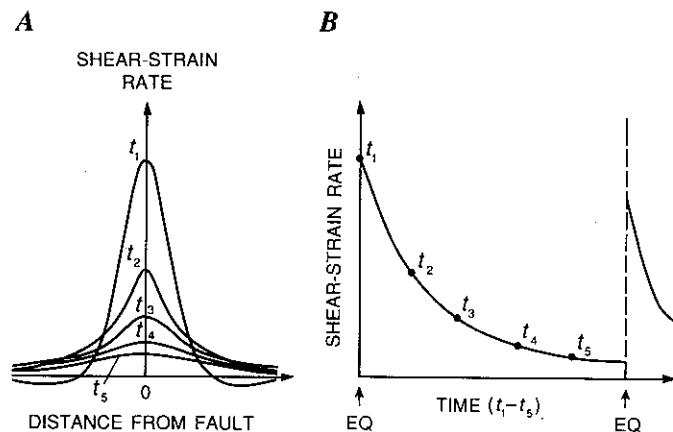 A
SHEAR-STRAIN
RATE
t₁
t₂
t₃
t₄
t₅
0
DISTANCE FROM FAULT
B
SHEAR-STRAIN RATE
t₁
t₂
t₃
t₄
t₅
EQ
TIME (t₁–t₅)
EQ